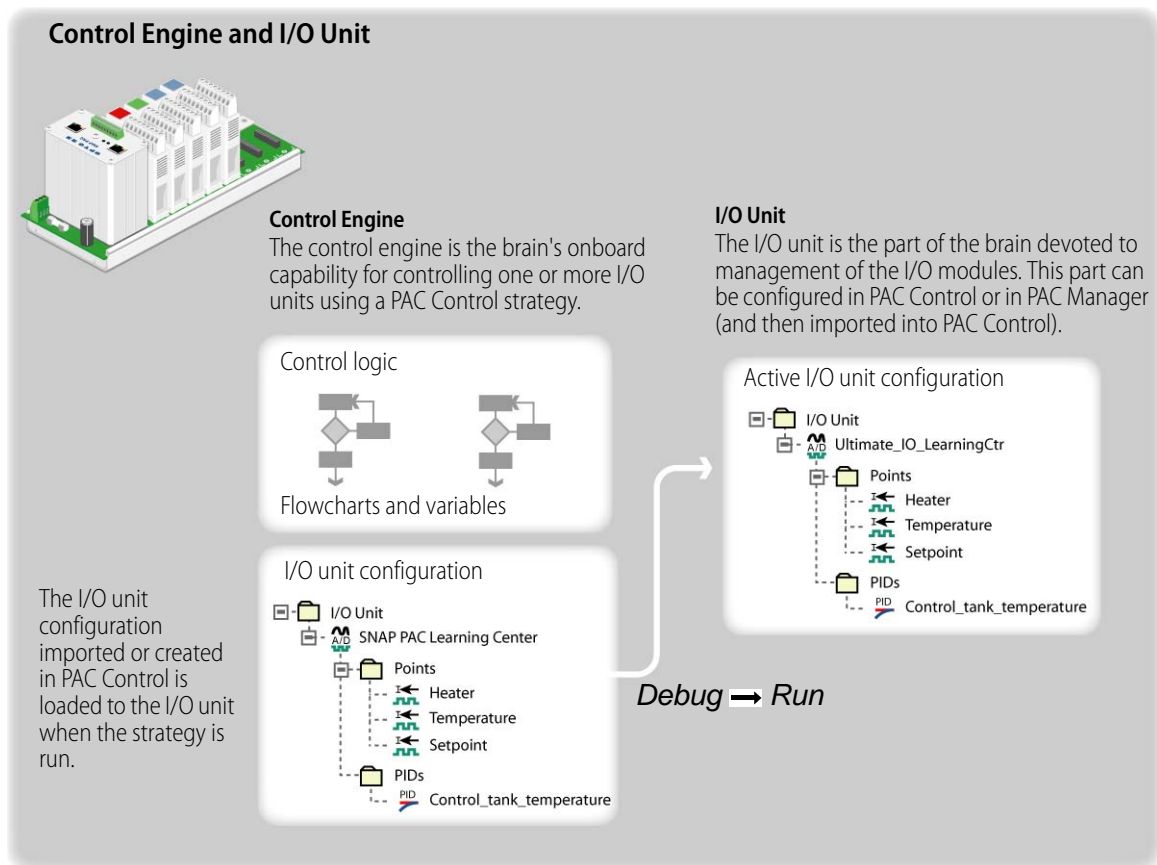 Control Engine and I/O Unit
Control Engine
The control engine is the brain's onboard
capability for controlling one or more I/O
units using a PAC Control strategy.
I/O Unit
The I/O unit is the part of the brain devoted to
management of the I/O modules. This part can
be configured in PAC Control or in PAC Manager
(and then imported into PAC Control).
Control logic
Flowcharts and variables
Active I/O unit configuration
I/O Unit
A/D Ultimate_IO_LearningCtr
Points
Heater
Temperature
Setpoint
PIDs
PID Control_tank_temperature
The I/O unit
configuration
imported or created
in PAC Control is
loaded to the I/O unit
when the strategy is
run.
I/O unit configuration
I/O Unit
A/D SNAP PAC Learning Center
Points
Heater
Temperature
Setpoint
PIDs
PID Control_tank_temperature
Debug → Run